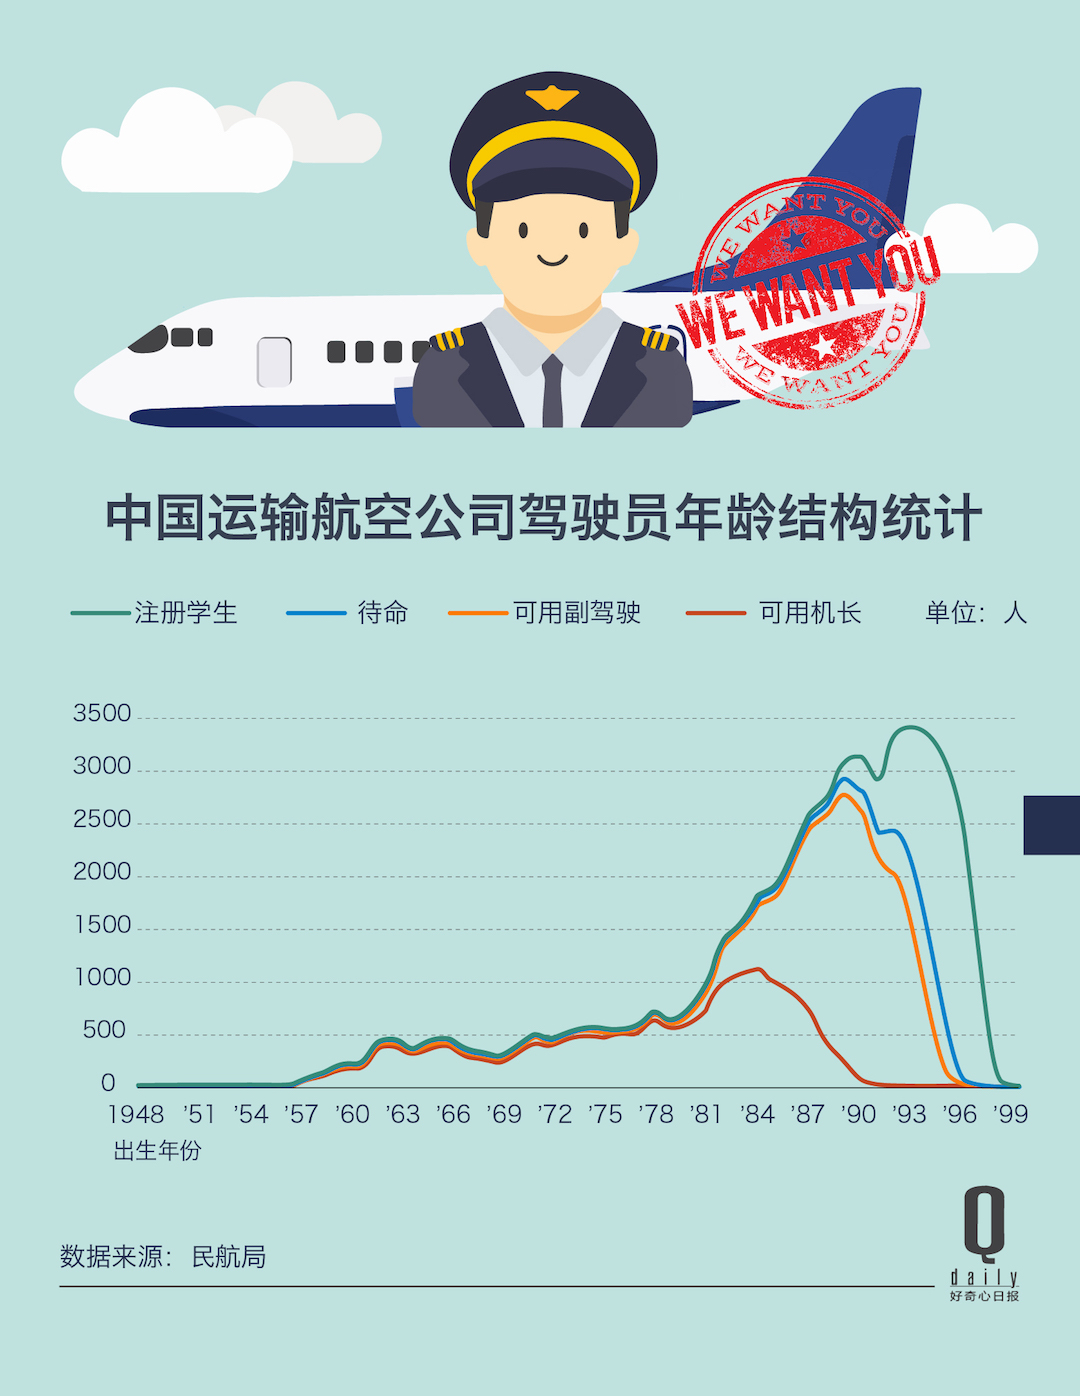 WE WANT YOU
WE WANT YOU
WE WANT YOU
中国运输航空公司驾驶员年龄结构统计
注册学生 待命 可用副驾驶 可用机长 单位：人
3500
3000
2500
2000
1500
1000
500
0
1948 ’51 ’54 ’57 ’60 ’63 ’66 ’69 ’72 ’75 ’78 ’81 ’84 ’87 ’90 ’93 ’96 ’99
出生年份
数据来源：民航局
Q
daily
好奇心日报